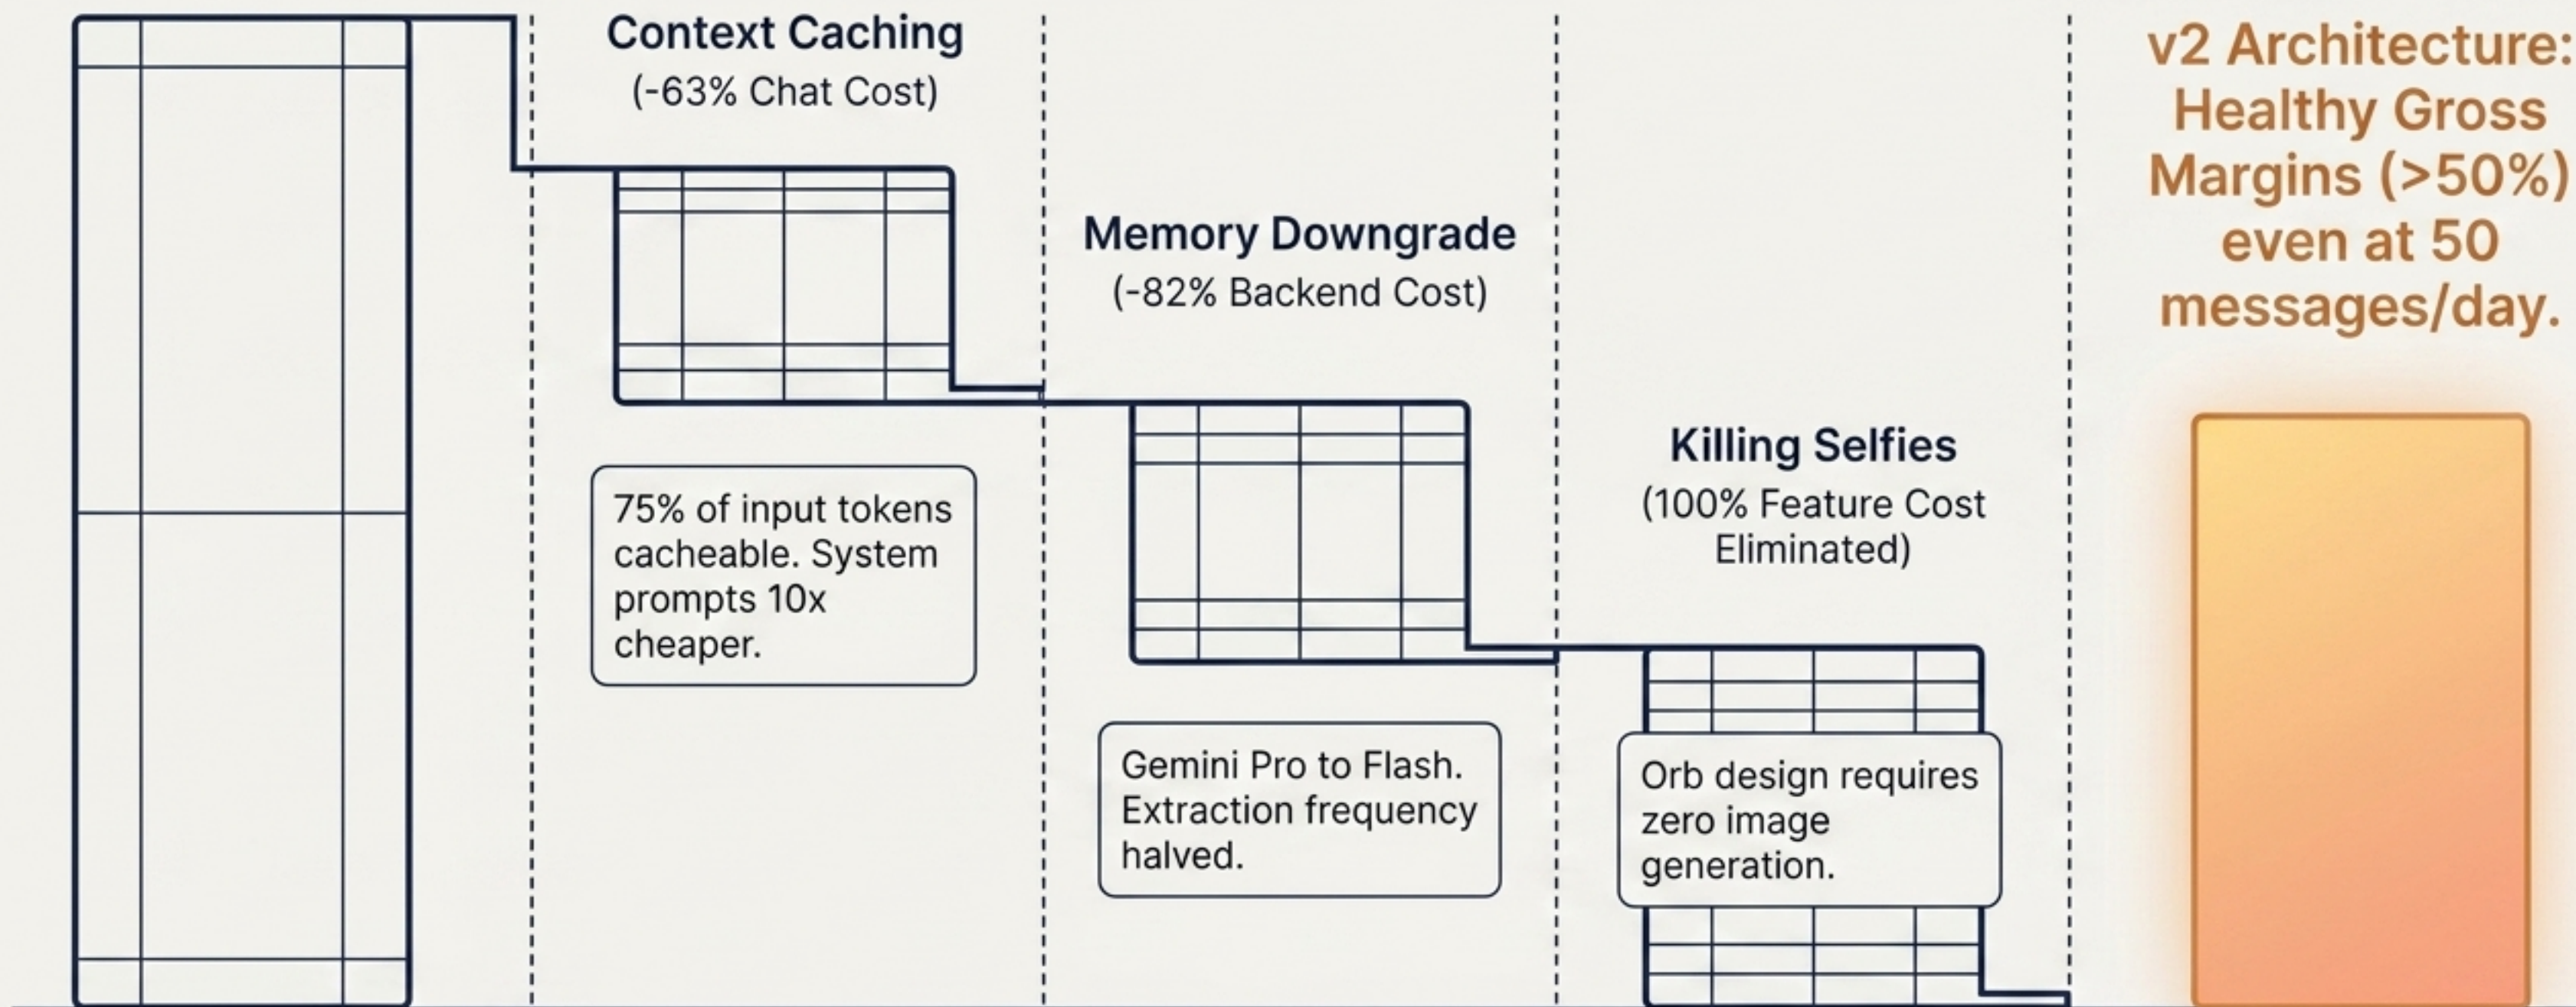 Context Caching
(-63% Chat Cost)
75% of input tokens
cacheable. System
prompts 10x
cheaper.
Memory Downgrade
(-82% Backend Cost)
Gemini Pro to Flash.
Extraction frequency
halved.
Killing Selfies
(100% Feature Cost
Eliminated)
Orb design requires
zero image
generation.
v2 Architecture:
Healthy Gross
Margins (>50%)
even at 50
messages/day.